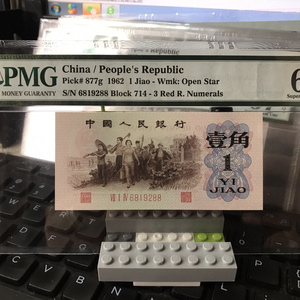 PMG
MONEY GUARANTY
China / People's Republic
Pick# 877g 1962 1 Jiao - Wmk: Open Star
S/N 6819288 Block 714 - 3 Red R. Numerals
6
中国人民银行
壹角
1
YI
JIAO
6819288